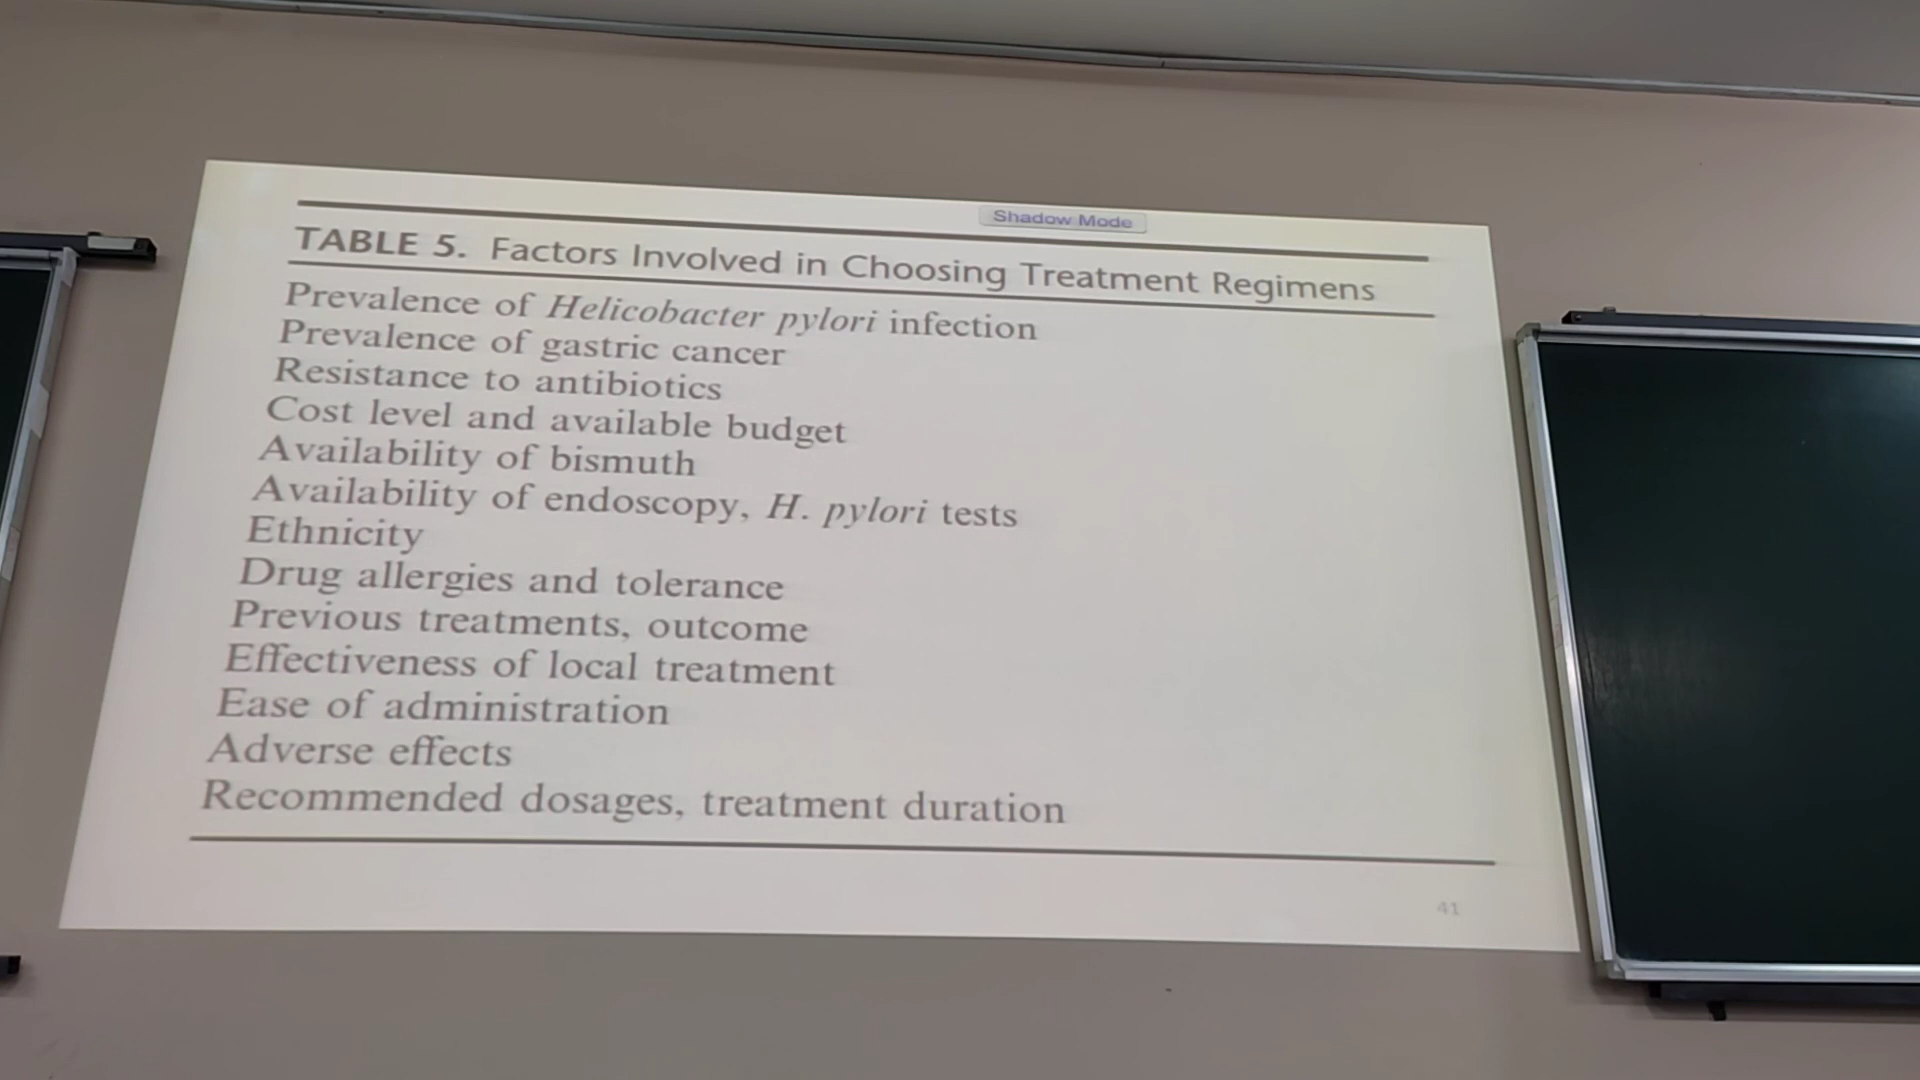 Shadow Mode
TABLE 5. Factors Involved in Choosing Treatment Regimens
Prevalence of Helicobacter pylori infection
Prevalence of gastric cancer
Resistance to antibiotics
Cost level and available budget
Availability of bismuth
Availability of endoscopy, H. pylori tests
Ethnicity
Drug allergies and tolerance
Previous treatments, outcome
Effectiveness of local treatment
Ease of administration
Adverse effects
Recommended dosages, treatment duration
41